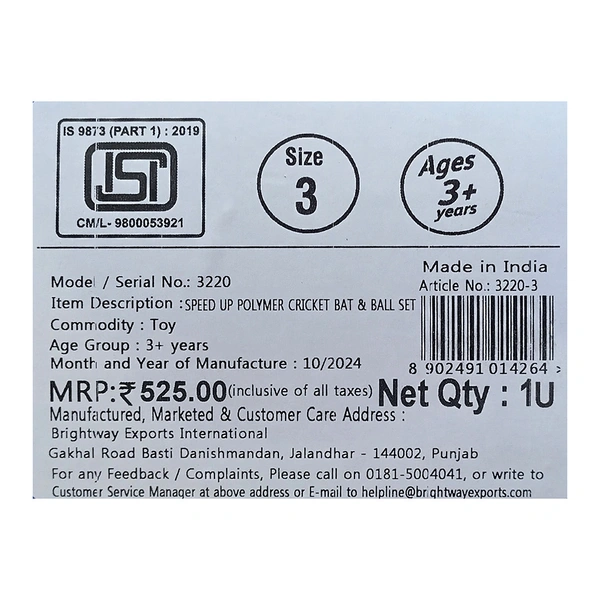 IS 9873 (PART 1) : 2019
ISI
CM/L- 9800053921
Size
3
Ages
3+
years
Made in India
Model / Serial No.: 3220
Article No.: 3220-3
Item Description : SPEED UP POLYMER CRICKET BAT & BALL SET
Commodity : Toy
Age Group : 3+ years
Month and Year of Manufacture : 10/2024
8 902491 014264 >
MRP:₹525.00(inclusive of all taxes) Net Qty : 1U
Manufactured, Marketed & Customer Care Address :
Brightway Exports International
Gakhal Road Basti Danishmandan, Jalandhar - 144002, Punjab
For any Feedback / Complaints, Please call on 0181-5004041, or write to
Customer Service Manager at above address or E-mail to helpline@brightwayexports.com